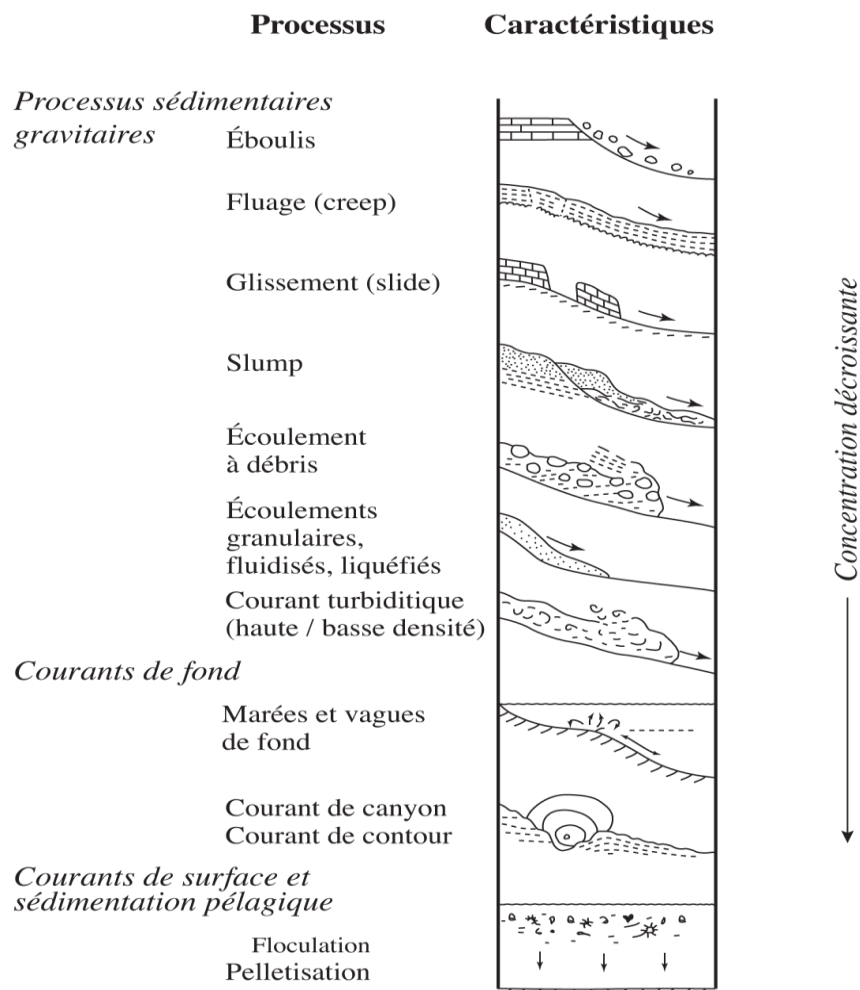 Processus Caractéristiques
Processus sédimentaires
gravitaires
Éboulis
Fluage (creep)
Glissement (slide)
Slump
Écoulement
à débris
Écoulements
granulaires,
fluidisés, liquéfiés
Courant turbiditique
(haute / basse densité)
Courants de fond
Marées et vagues
de fond
Courant de canyon
Courant de contour
Courants de surface et
sédimentation pélagique
Floculation
Pelletisation
Concentration décroissante